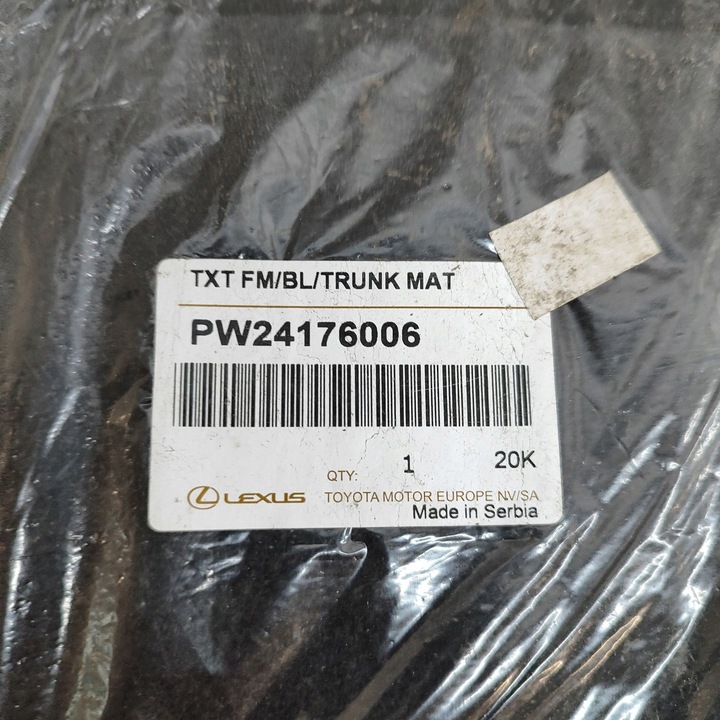 TXT FM/BL/TRUNK MAT
PW24176006
QTY: 1 20K
LEXUS TOYOTA MOTOR EUROPE NV/SA
Made in Serbia